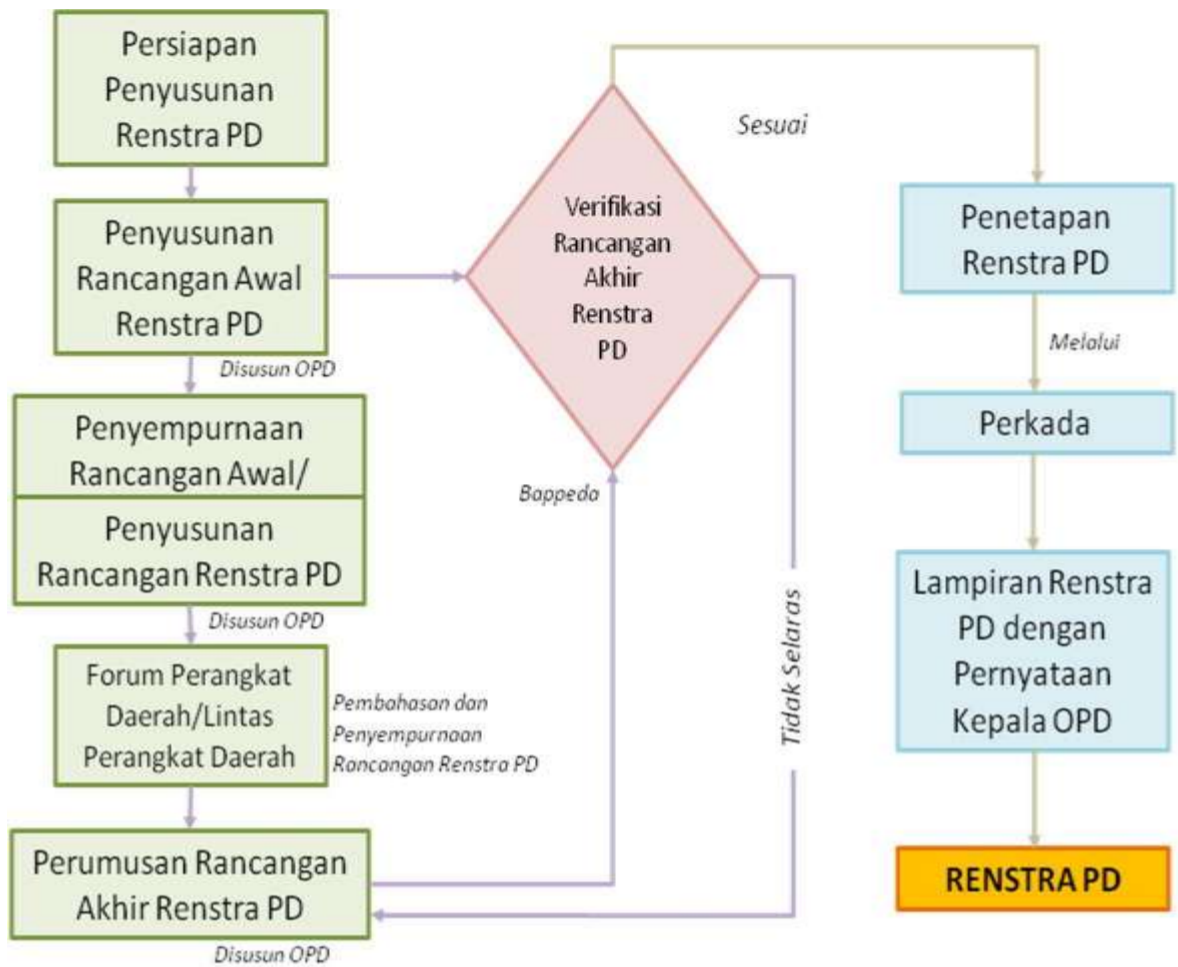 Persiapan
Penyusunan
Renstra PD
Penyusunan
Rancangan Awal
Renstra PD
Disusun OPD
Penyempurnaan
Rancangan Awal/
Penyusunan
Rancangan Renstra PD
Disusun OPD
Forum Perangkat
Daerah/Lintas
Perangkat Daerah
Pembahasan dan
Penyempurnaan
Rancangan Renstra PD
Perumusan Rancangan
Akhir Renstra PD
Disusun OPD
Verifikasi
Rancangan
Akhir
Renstra
PD
Bappeda
Tidak Selaras
Sesuai
Penetapan
Renstra PD
Melalui
Perkada
Lampiran Renstra
PD dengan
Pernyataan
Kepala OPD
RENSTRA PD